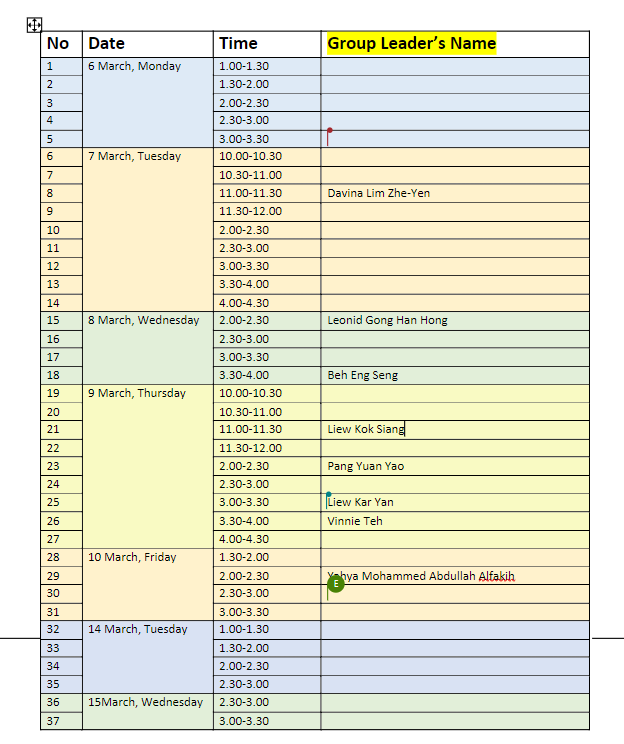 No Date Time Group Leader's Name
1 6 March, Monday 1.00-1.30
2 1.30-2.00
3 2.00-2.30
4 2.30-3.00
5 3.00-3.30
6 7 March, Tuesday 10.00-10.30
7 10.30-11.00
8 11.00-11.30 Davina Lim Zhe-Yen
9 11.30-12.00
10 2.00-2.30
11 2.30-3.00
12 3.00-3.30
13 3.30-4.00
14 4.00-4.30
15 8 March, Wednesday 2.00-2.30 Leonid Gong Han Hong
16 2.30-3.00
17 3.00-3.30
18 3.30-4.00 Beh Eng Seng
19 9 March, Thursday 10.00-10.30
20 10.30-11.00
21 11.00-11.30 Liew Kok Siang
22 11.30-12.00
23 2.00-2.30 Pang Yuan Yao
24 2.30-3.00
25 3.00-3.30 Liew Kar Yan
26 3.30-4.00 Vinnie Teh
27 4.00-4.30
28 10 March, Friday 1.30-2.00
29 2.00-2.30 Yahya Mohammed Abdullah Alfakih
E
30 2.30-3.00
31 3.00-3.30
32 14 March, Tuesday 1.00-1.30
33 1.30-2.00
34 2.00-2.30
35 2.30-3.00
36 15March, Wednesday 2.30-3.00
37 3.00-3.30